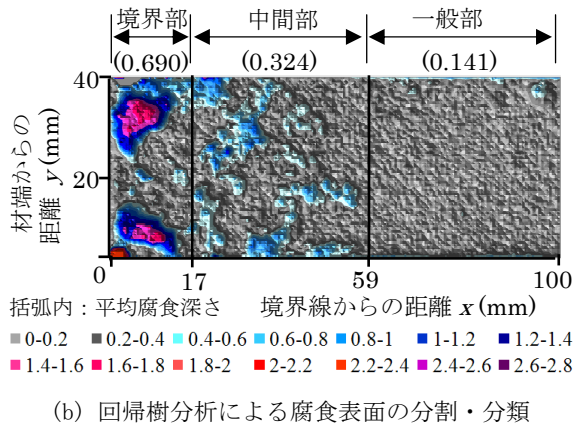 境界部 中間部 一般部
(0.690) (0.324) (0.141)
40
材端からの
距離 y (mm)
20
0 17 59 100
括弧内：平均腐食深さ 境界線からの距離 x (mm)
0-0.2 0.2-0.4 0.4-0.6 0.6-0.8 0.8-1 1-1.2 1.2-1.4
1.4-1.6 1.6-1.8 1.8-2 2-2.2 2.2-2.4 2.4-2.6 2.6-2.8
(b) 回帰樹分析による腐食表面の分割・分類